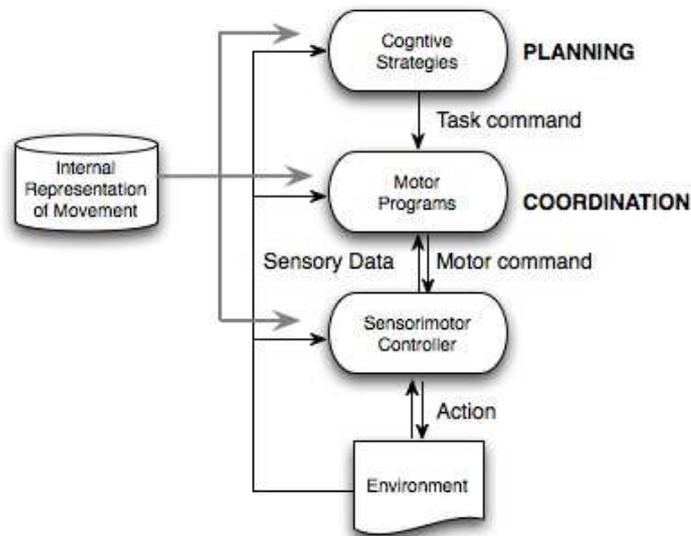 Cogntive
Strategies
PLANNING
Task command
Internal
Representation
of Movement
Motor
Programs
COORDINATION
Sensory Data
Motor command
Sensorimotor
Controller
Action
Environment